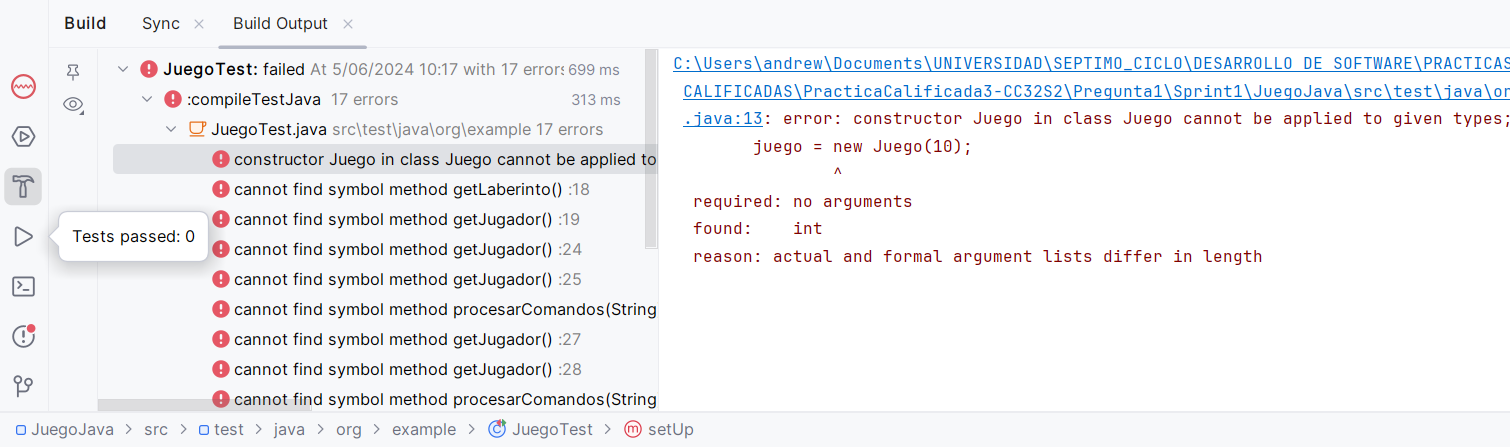 Build
Sync
Build Output
JuegoTest: failed At 5/06/2024 10:17 with 17 errors 699 ms
:compileTestJava 17 errors 313 ms
JuegoTest.java src\test\java\org\example 17 errors
constructor Juego in class Juego cannot be applied to
cannot find symbol method getLaberinto() :18
cannot find symbol method getJugador() :19
cannot find symbol method getJugador() :24
cannot find symbol method getJugador() :25
cannot find symbol method procesarComandos(String
cannot find symbol method getJugador() :27
cannot find symbol method getJugador() :28
cannot find symbol method procesarComandos(String
Tests passed: 0
C:\Users\andrew\Documents\UNIVERSIDAD\SEPTIMO_CICLO\DESARROLLO DE SOFTWARE\PRACTICAS
CALIFICADAS\PracticaCalificada3-CC32S2\Pregunta1\Sprint1\JuegoJava\src\test\java\or
.java:13: error: constructor Juego in class Juego cannot be applied to given types;
juego = new Juego(10);
^
required: no arguments
found:    int
reason: actual and formal argument lists differ in length
JuegoJava > src > test > java > org > example > JuegoTest > setUp